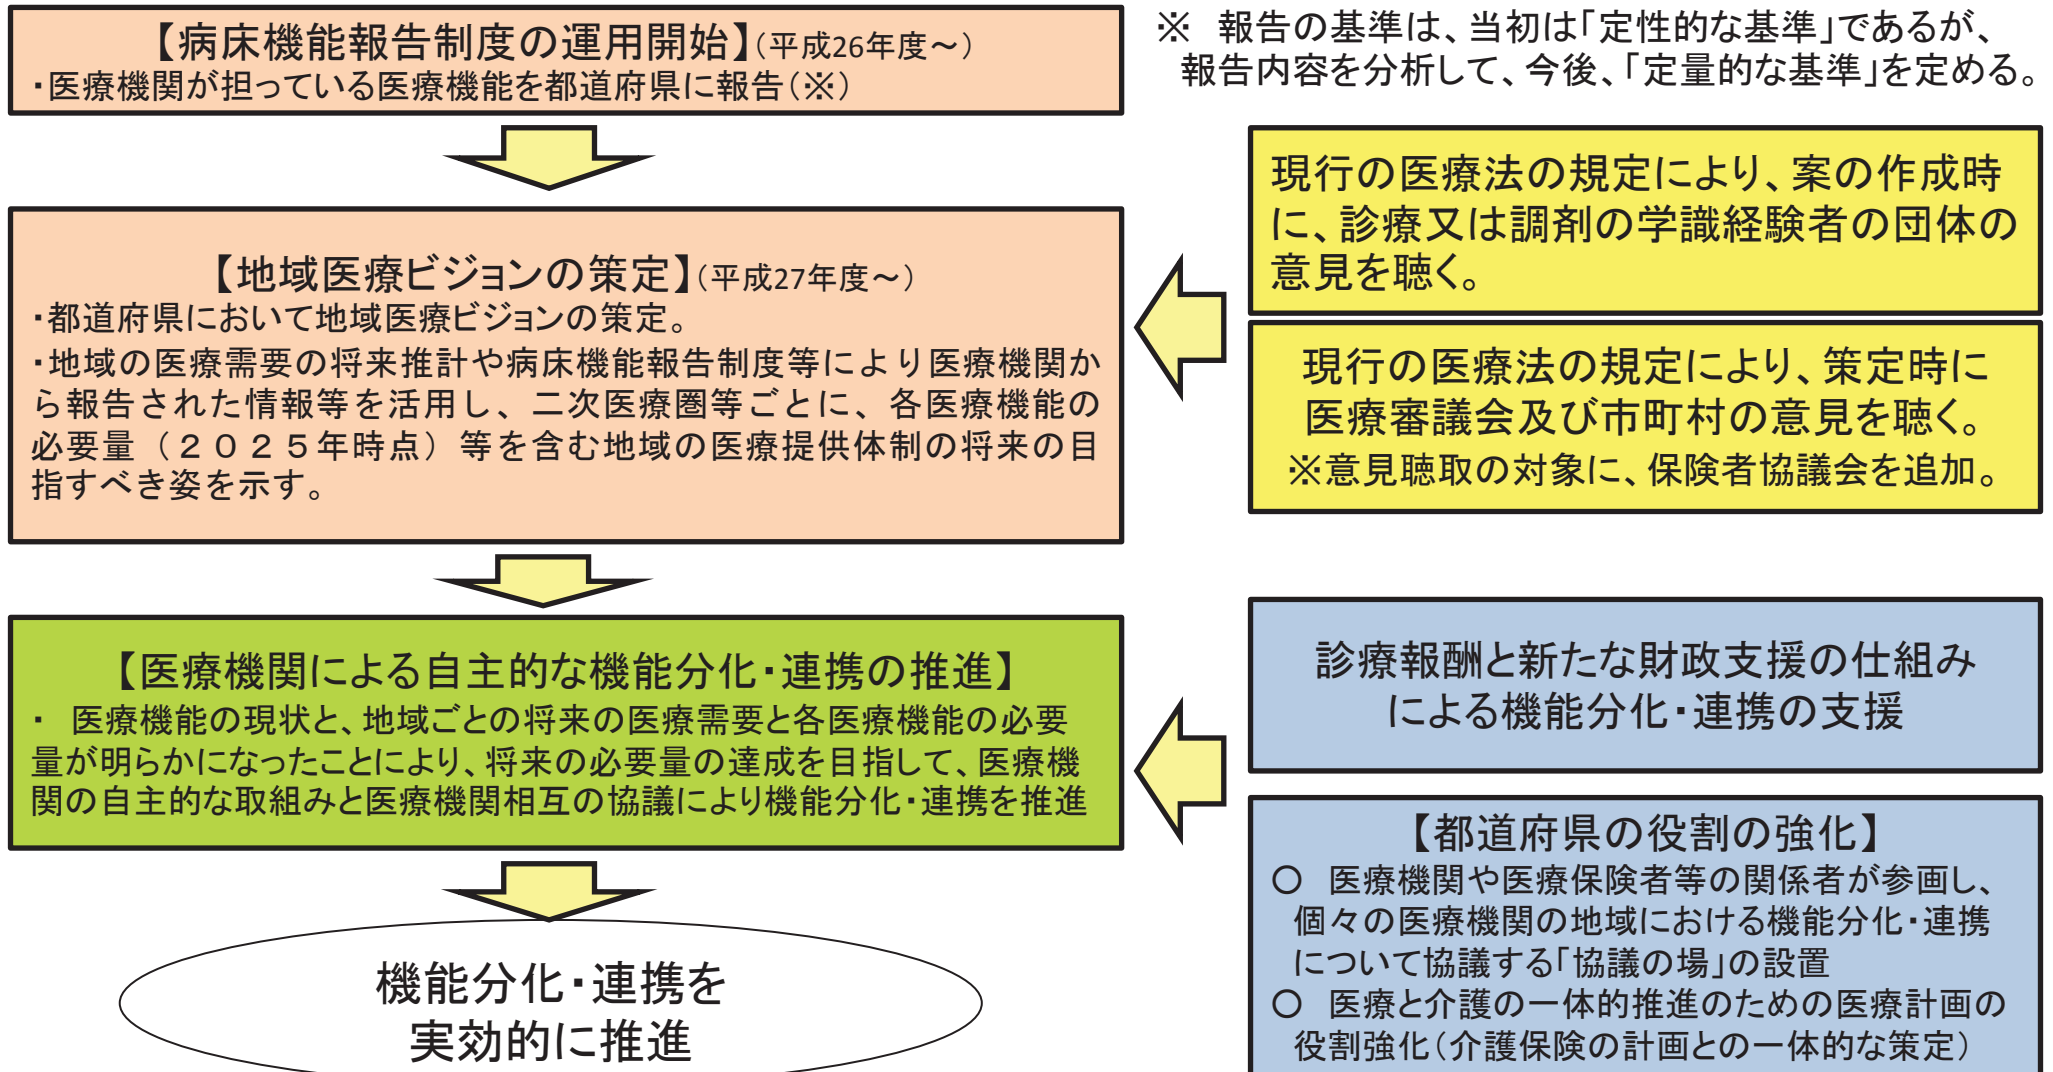 【病床機能報告制度の運用開始】(平成26年度～)
・医療機関が担っている医療機能を都道府県に報告(※)
※　報告の基準は、当初は「定性的な基準」であるが、
報告内容を分析して、今後、「定量的な基準」を定める。
【地域医療ビジョンの策定】(平成27年度～)
・都道府県において地域医療ビジョンの策定。
・地域の医療需要の将来推計や病床機能報告制度等により医療機関か
ら報告された情報等を活用し、二次医療圏等ごとに、各医療機能の
必要量（２０２５年時点）等を含む地域の医療提供体制の将来の目
指すべき姿を示す。
現行の医療法の規定により、案の作成時
に、診療又は調剤の学識経験者の団体の
意見を聴く。
現行の医療法の規定により、策定時に
医療審議会及び市町村の意見を聴く。
※意見聴取の対象に、保険者協議会を追加。
【医療機関による自主的な機能分化・連携の推進】
・　医療機能の現状と、地域ごとの将来の医療需要と各医療機能の必要
量が明らかになったことにより、将来の必要量の達成を目指して、医療機
関の自主的な取組みと医療機関相互の協議により機能分化・連携を推進
診療報酬と新たな財政支援の仕組み
による機能分化・連携の支援
【都道府県の役割の強化】
○　医療機関や医療保険者等の関係者が参画し、
個々の医療機関の地域における機能分化・連携
について協議する「協議の場」の設置
○　医療と介護の一体的推進のための医療計画の
役割強化(介護保険の計画との一体的な策定)
機能分化・連携を
実効的に推進